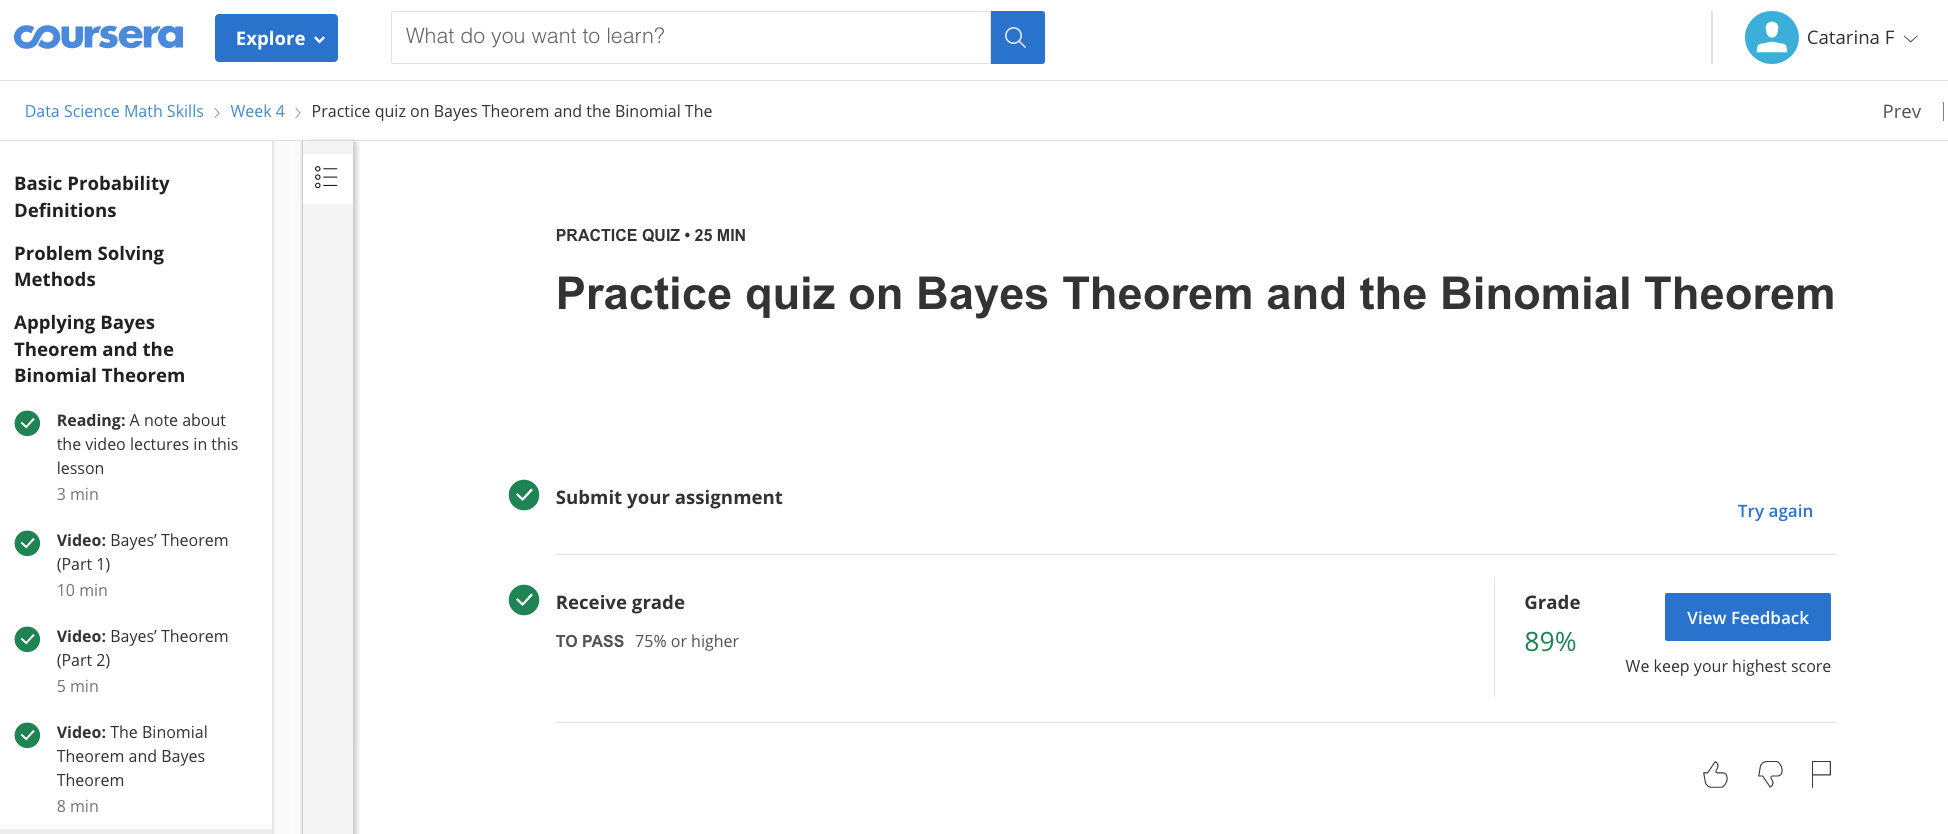 coursera
Explore
What do you want to learn?
Catarina F
Data Science Math Skills
Week 4
Practice quiz on Bayes Theorem and the Binomial The
Prev
Basic Probability
Definitions
Problem Solving
Methods
Applying Bayes
Theorem and the
Binomial Theorem
Reading: A note about
the video lectures in this
lesson
3 min
Video: Bayes’ Theorem
(Part 1)
10 min
Video: Bayes’ Theorem
(Part 2)
5 min
Video: The Binomial
Theorem and Bayes
Theorem
8 min
PRACTICE QUIZ • 25 MIN
Practice quiz on Bayes Theorem and the Binomial Theorem
Submit your assignment
Try again
Receive grade
TO PASS 75% or higher
Grade
89%
View Feedback
We keep your highest score